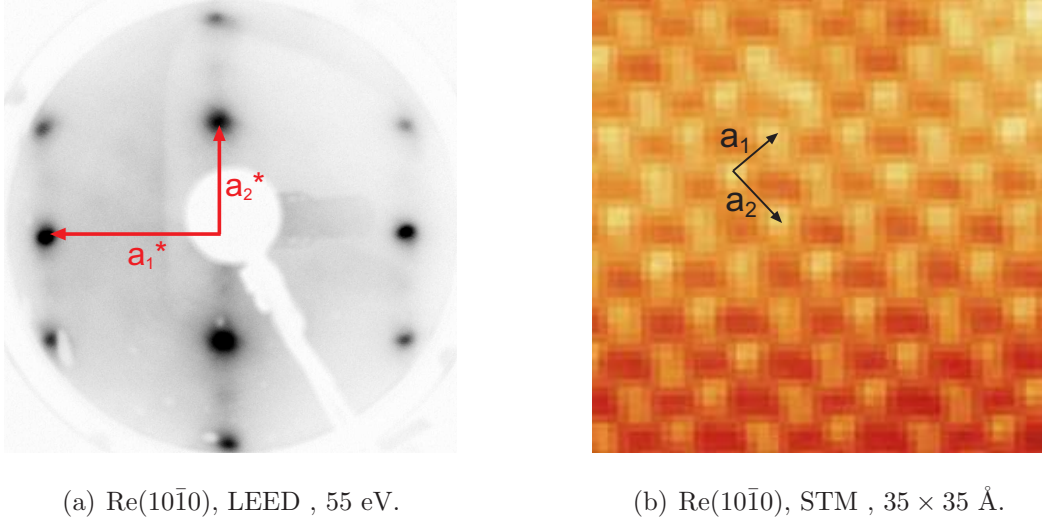 a₂*
a₁*
a₁
a₂
(a) Re(101̄0), LEED , 55 eV.
(b) Re(101̄0), STM , 35 × 35 Å.